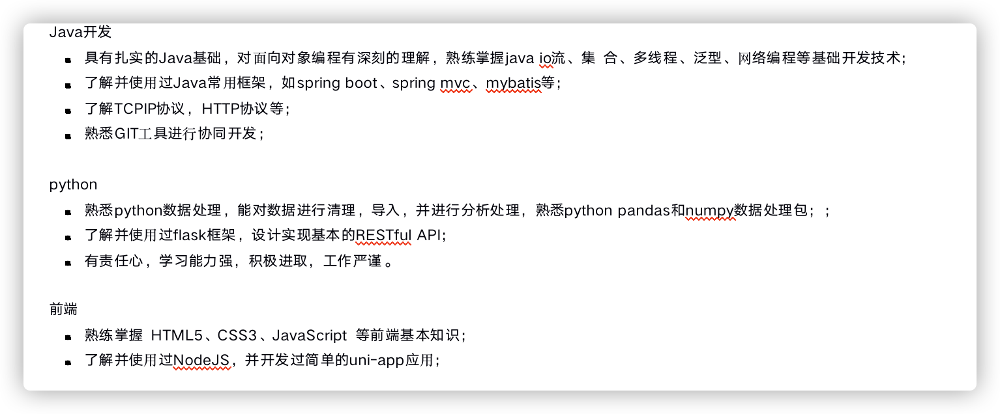 Java开发
▪ 具有扎实的Java基础，对面向对象编程有深刻的理解，熟练掌握java io流、集 合、多线程、泛型、网络编程等基础开发技术；
▪ 了解并使用过Java常用框架，如spring boot、spring mvc、mybatis等；
▪ 了解TCPIP协议，HTTP协议等；
▪ 熟悉GIT工具进行协同开发；
python
▪ 熟悉python数据处理，能对数据进行清理，导入，并进行分析处理，熟悉python pandas和numpy数据处理包；；
▪ 了解并使用过flask框架，设计实现基本的RESTful API；
▪ 有责任心，学习能力强，积极进取，工作严谨。
前端
▪ 熟练掌握 HTML5、CSS3、JavaScript 等前端基本知识；
▪ 了解并使用过NodeJS，并开发过简单的uni-app应用；